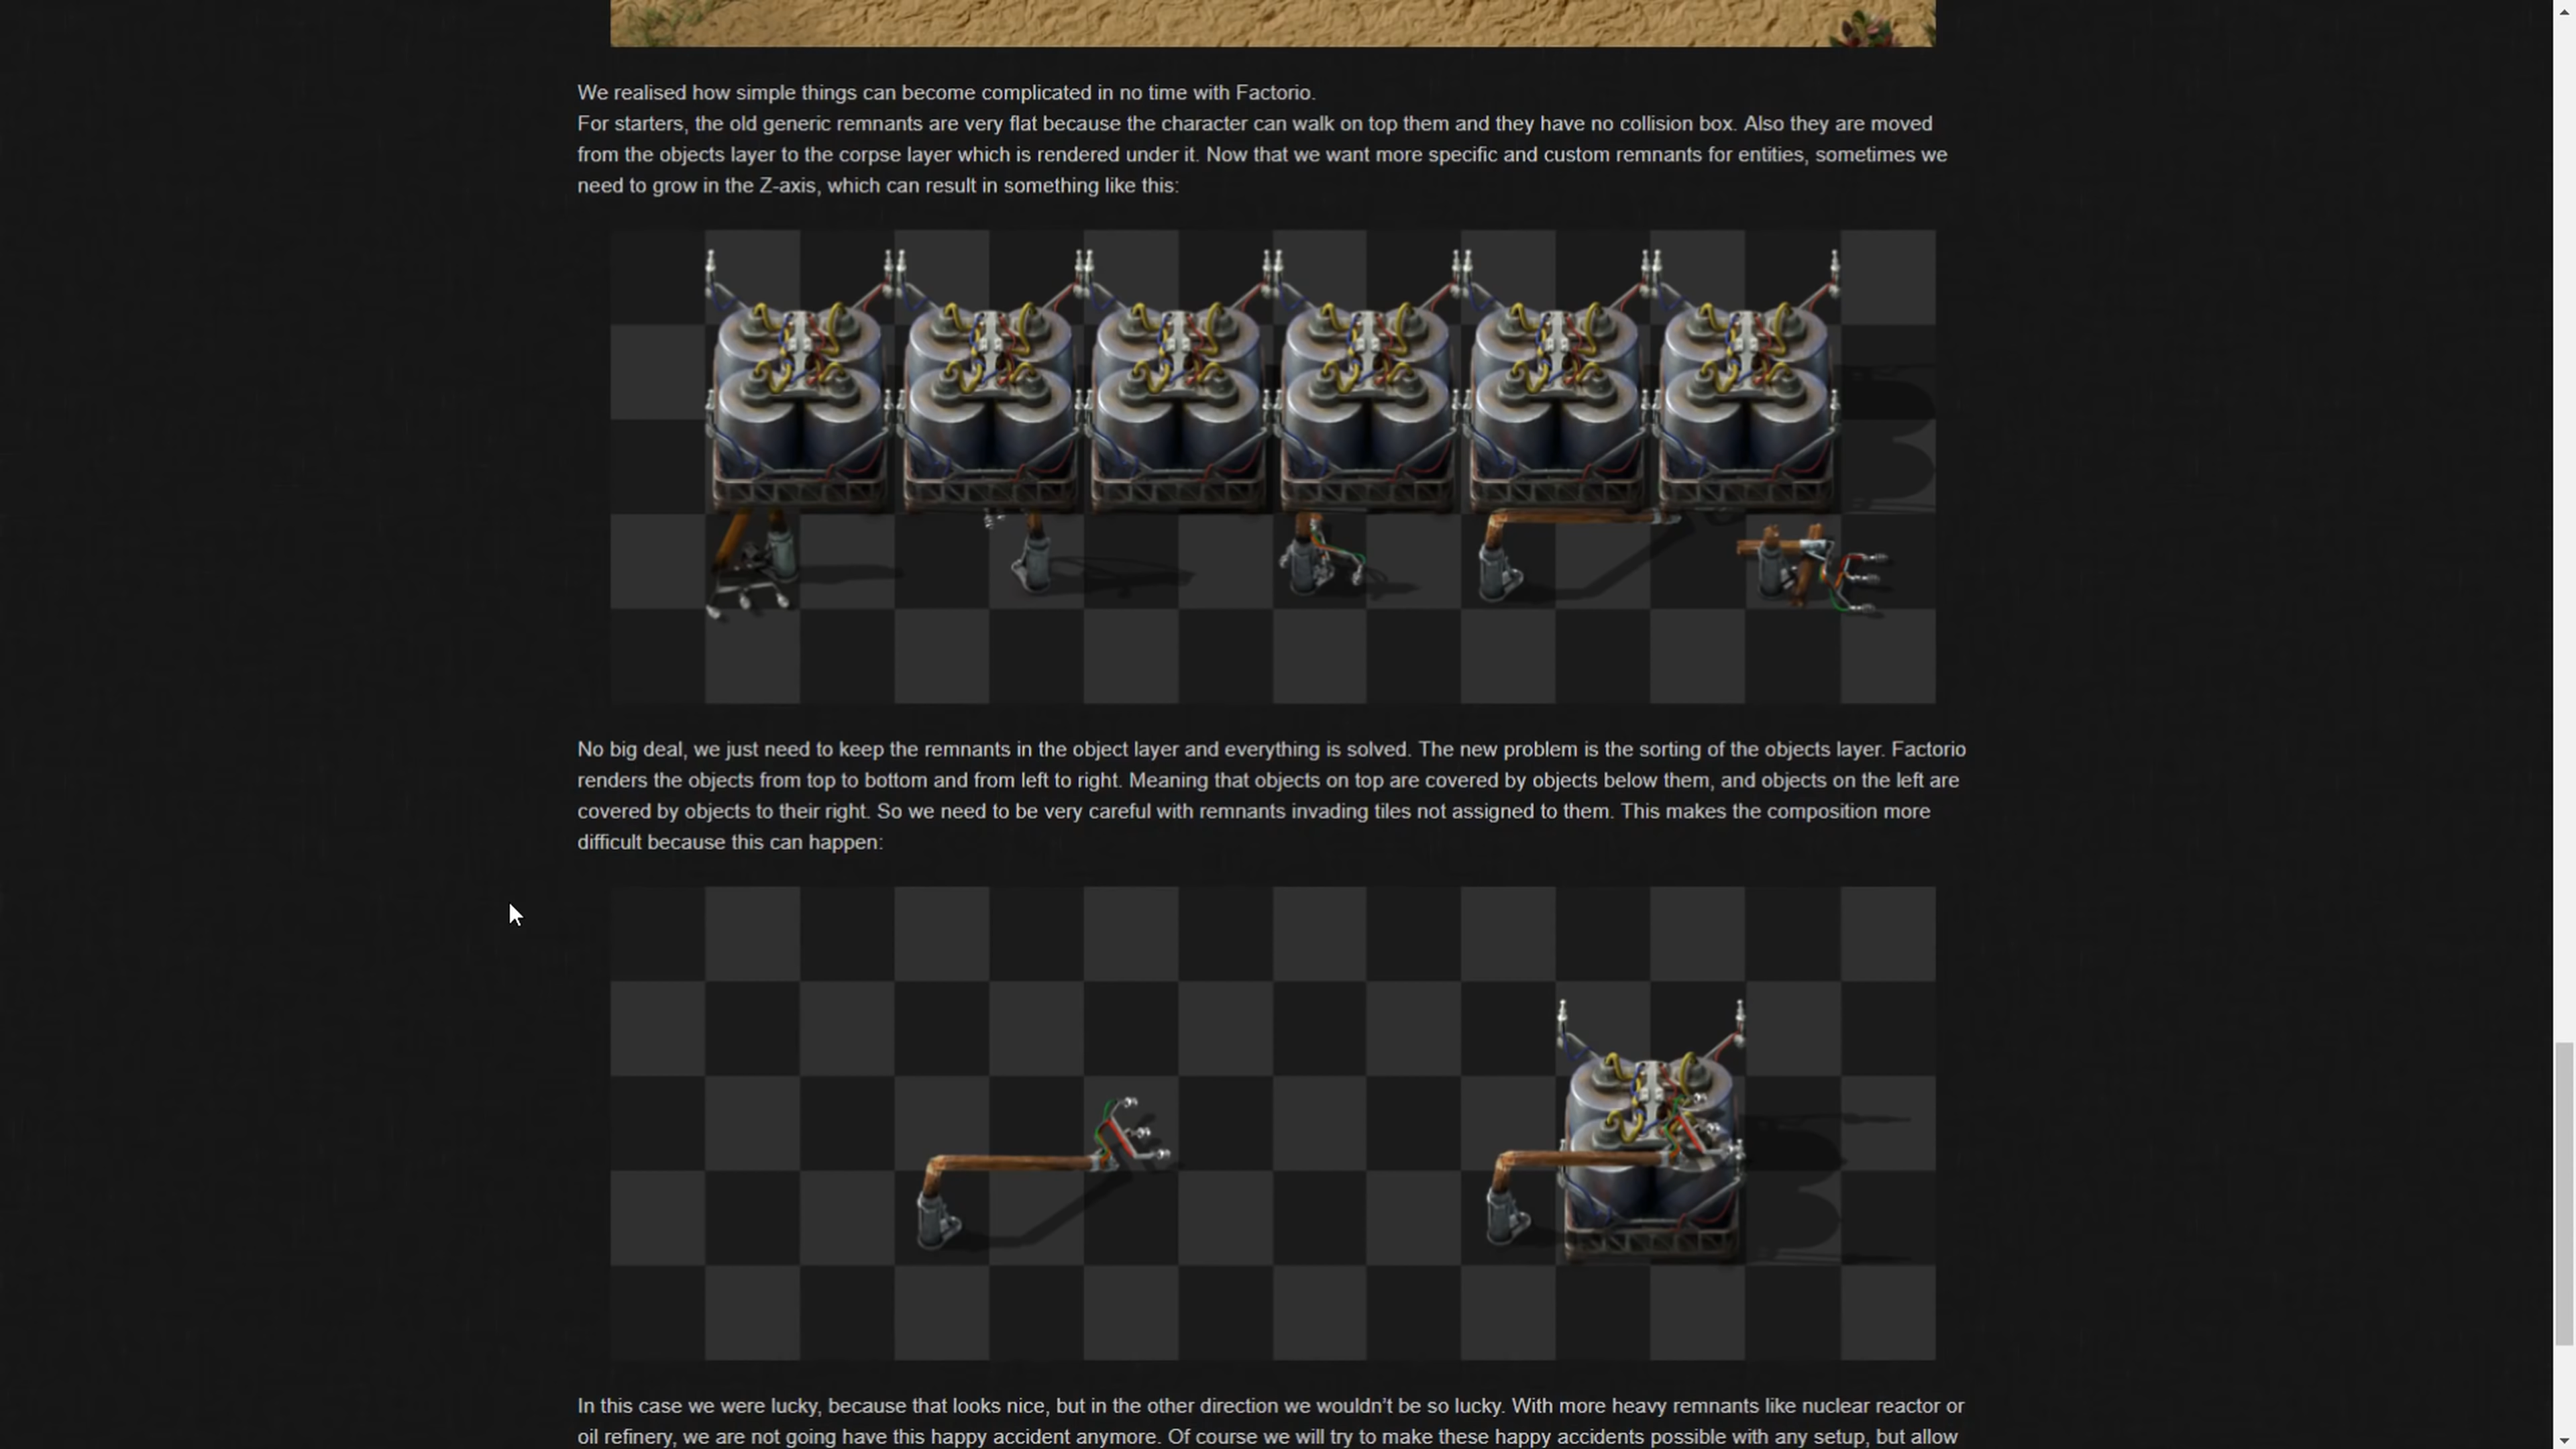 We realised how simple things can become complicated in no time with Factorio.
For starters, the old generic remnants are very flat because the character can walk on top them and they have no collision box. Also they are moved
from the objects layer to the corpse layer which is rendered under it. Now that we want more specific and custom remnants for entities, sometimes we
need to grow in the Z-axis, which can result in something like this:
No big deal, we just need to keep the remnants in the object layer and everything is solved. The new problem is the sorting of the objects layer. Factorio
renders the objects from top to bottom and from left to right. Meaning that objects on top are covered by objects below them, and objects on the left are
covered by objects to their right. So we need to be very careful with remnants invading tiles not assigned to them. This makes the composition more
difficult because this can happen:
In this case we were lucky, because that looks nice, but in the other direction we wouldn't be so lucky. With more heavy remnants like nuclear reactor or
oil refinery, we are not going have this happy accident anymore. Of course we will try to make these happy accidents possible with any setup, but allow